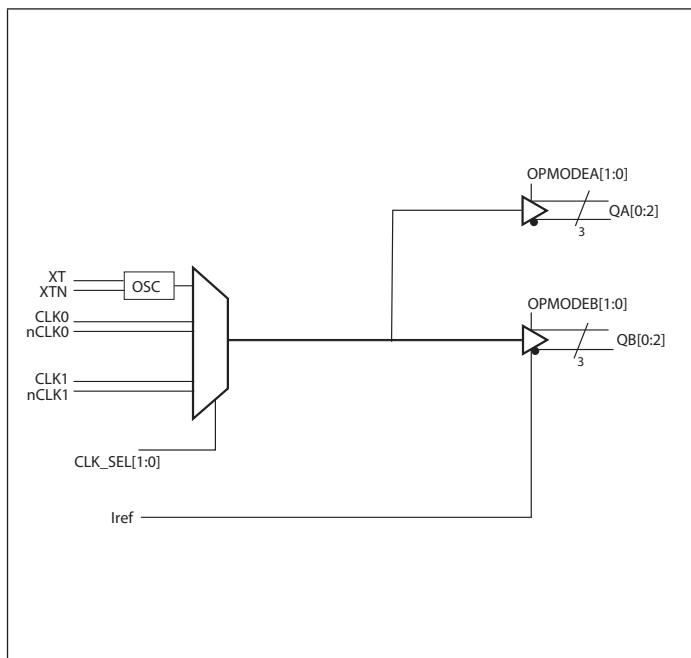 OPMODEA[1:0]
QA[0:2]
3
XT
XTN
OSC
CLK0
nCLK0
OPMODEB[1:0]
QB[0:2]
3
CLK1
nCLK1
CLK_SEL[1:0]
Iref